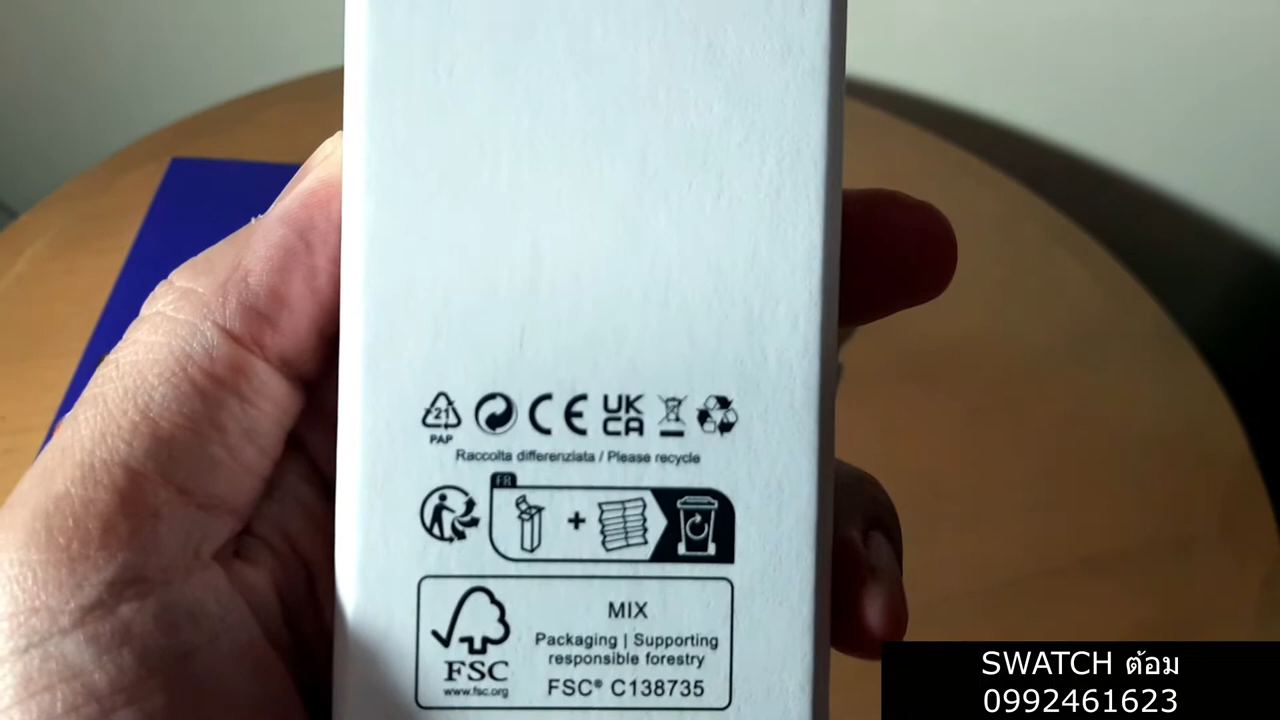 21
PAP
CE
UK
CA
Raccolta differenziata / Please recycle
FR
MIX
Packaging | Supporting
responsible forestry
FSC
www.fsc.org
FSC® C138735
SWATCH ต้อม
0992461623